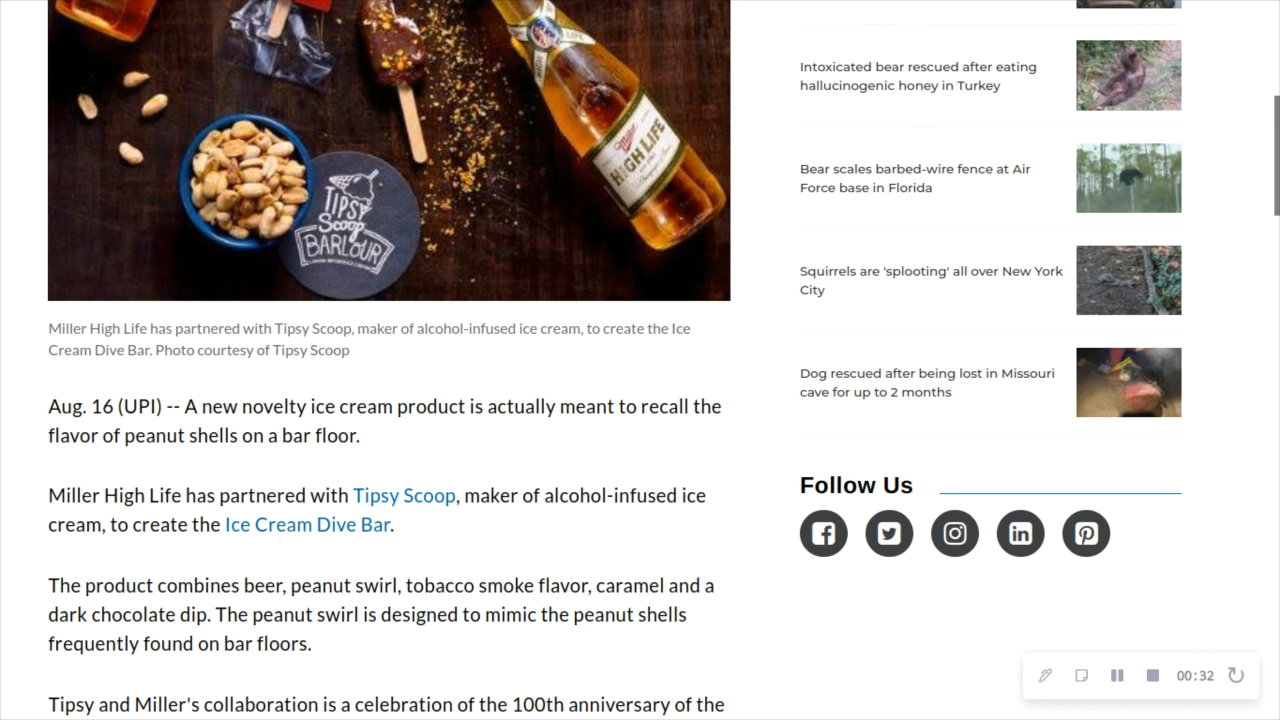 LIFE
HIGH
Miller
HIGH LIFE
TIPSY
Scoop
BARLOUR
Miller High Life has partnered with Tipsy Scoop, maker of alcohol-infused ice cream, to create the Ice
Cream Dive Bar. Photo courtesy of Tipsy Scoop
Aug. 16 (UPI) -- A new novelty ice cream product is actually meant to recall the
flavor of peanut shells on a bar floor.
Miller High Life has partnered with Tipsy Scoop, maker of alcohol-infused ice
cream, to create the Ice Cream Dive Bar.
The product combines beer, peanut swirl, tobacco smoke flavor, caramel and a
dark chocolate dip. The peanut swirl is designed to mimic the peanut shells
frequently found on bar floors.
Tipsy and Miller's collaboration is a celebration of the 100th anniversary of the
Intoxicated bear rescued after eating
hallucinogenic honey in Turkey
Bear scales barbed-wire fence at Air
Force base in Florida
Squirrels are 'splooting' all over New York
City
Dog rescued after being lost in Missouri
cave for up to 2 months
Follow Us
00:32